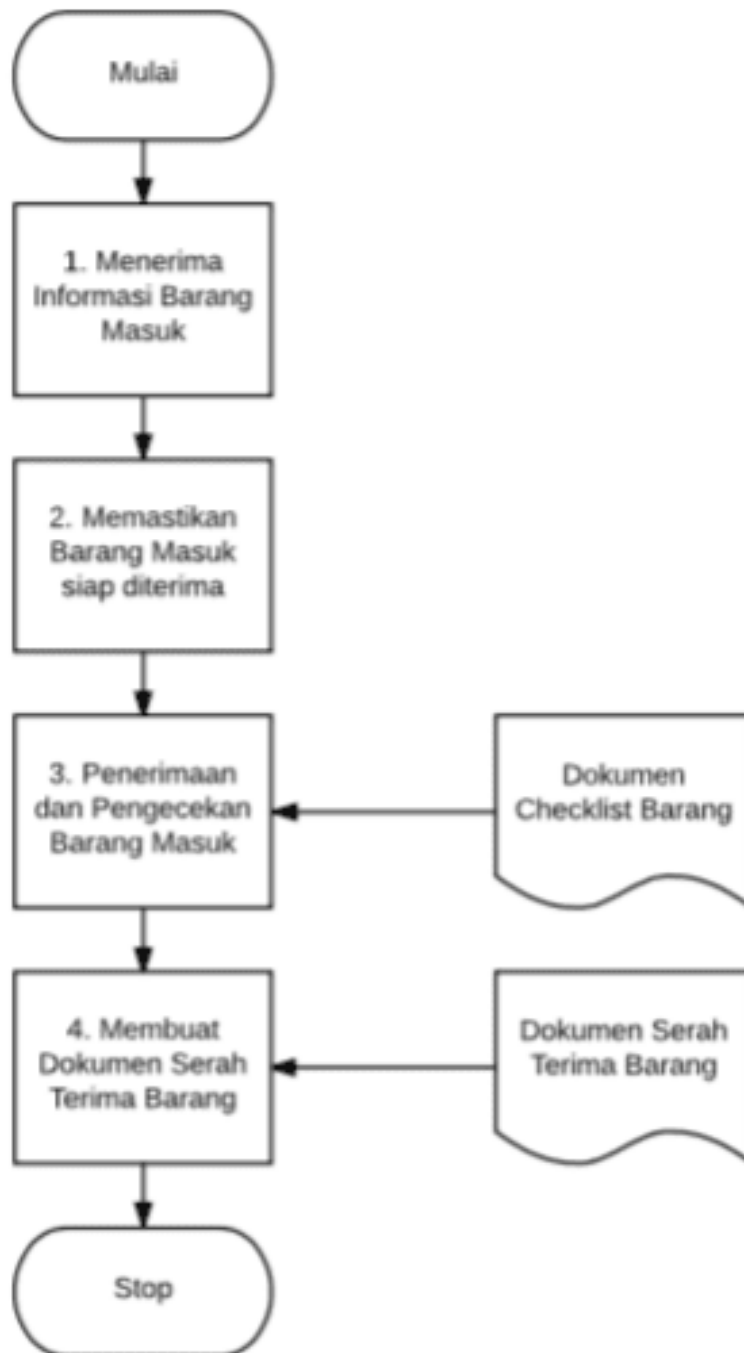 Mulai
1. Menerima
Informasi Barang
Masuk
2. Memastikan
Barang Masuk
siap diterima
3. Penerimaan
dan Pengecekan
Barang Masuk
Dokumen
Checklist Barang
4. Membuat
Dokumen Serah
Terima Barang
Dokumen Serah
Terima Barang
Stop